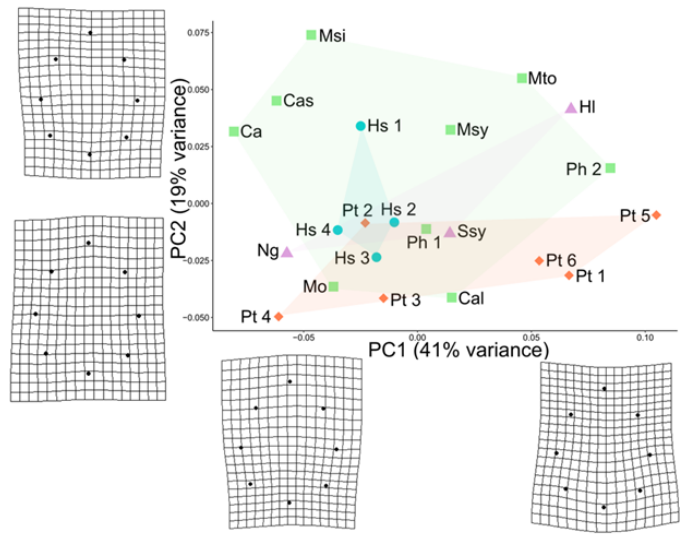 0.075
0.050
0.025
0.000
−0.025
−0.050
PC2 (19% variance)
Msi
Mto
Cas
Hl
Ca
Hs 1
Msy
Ph 2
Pt 2
Hs 2
Pt 5
Hs 4
Ph 1
Ssy
Ng
Hs 3
Pt 6
Pt 1
Mo
Pt 3
Cal
Pt 4
−0.05
0.00
0.05
0.10
PC1 (41% variance)